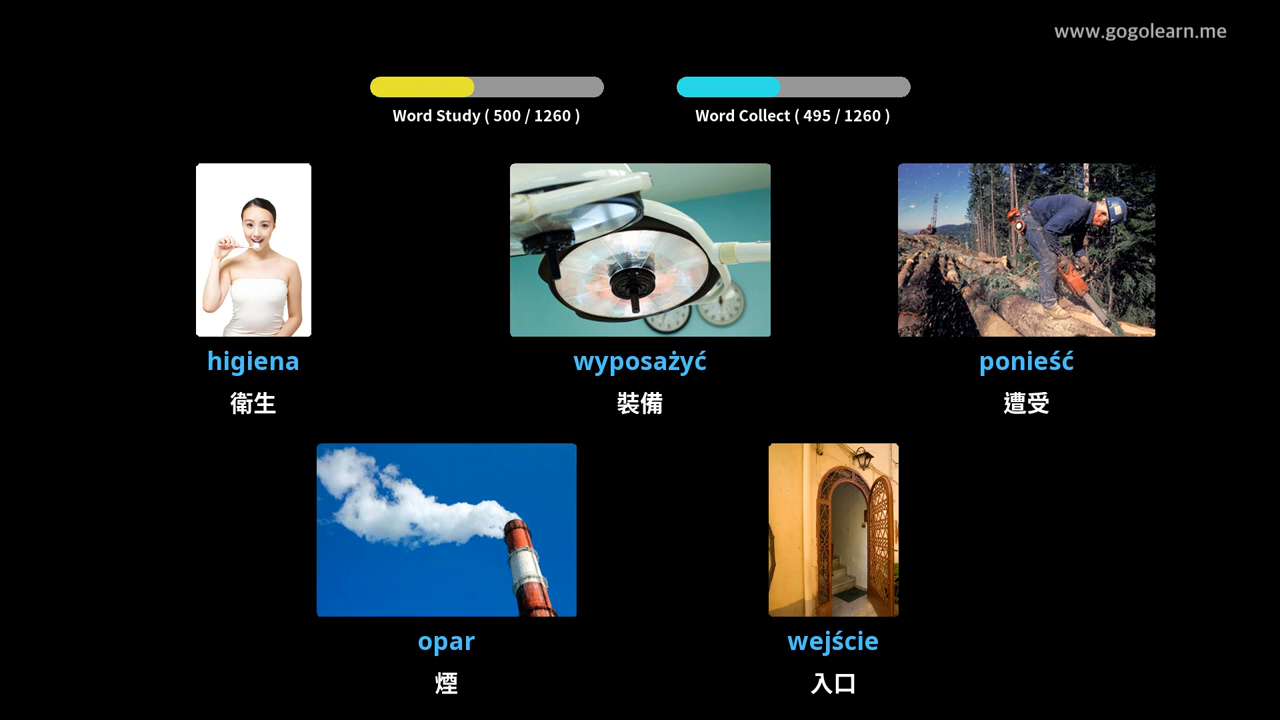 www.gogolearn.me
Word Study ( 500 / 1260 )
Word Collect ( 495 / 1260 )
higiena
衛生
wyposażyć
裝備
ponieść
遭受
opar
煙
wejście
入口